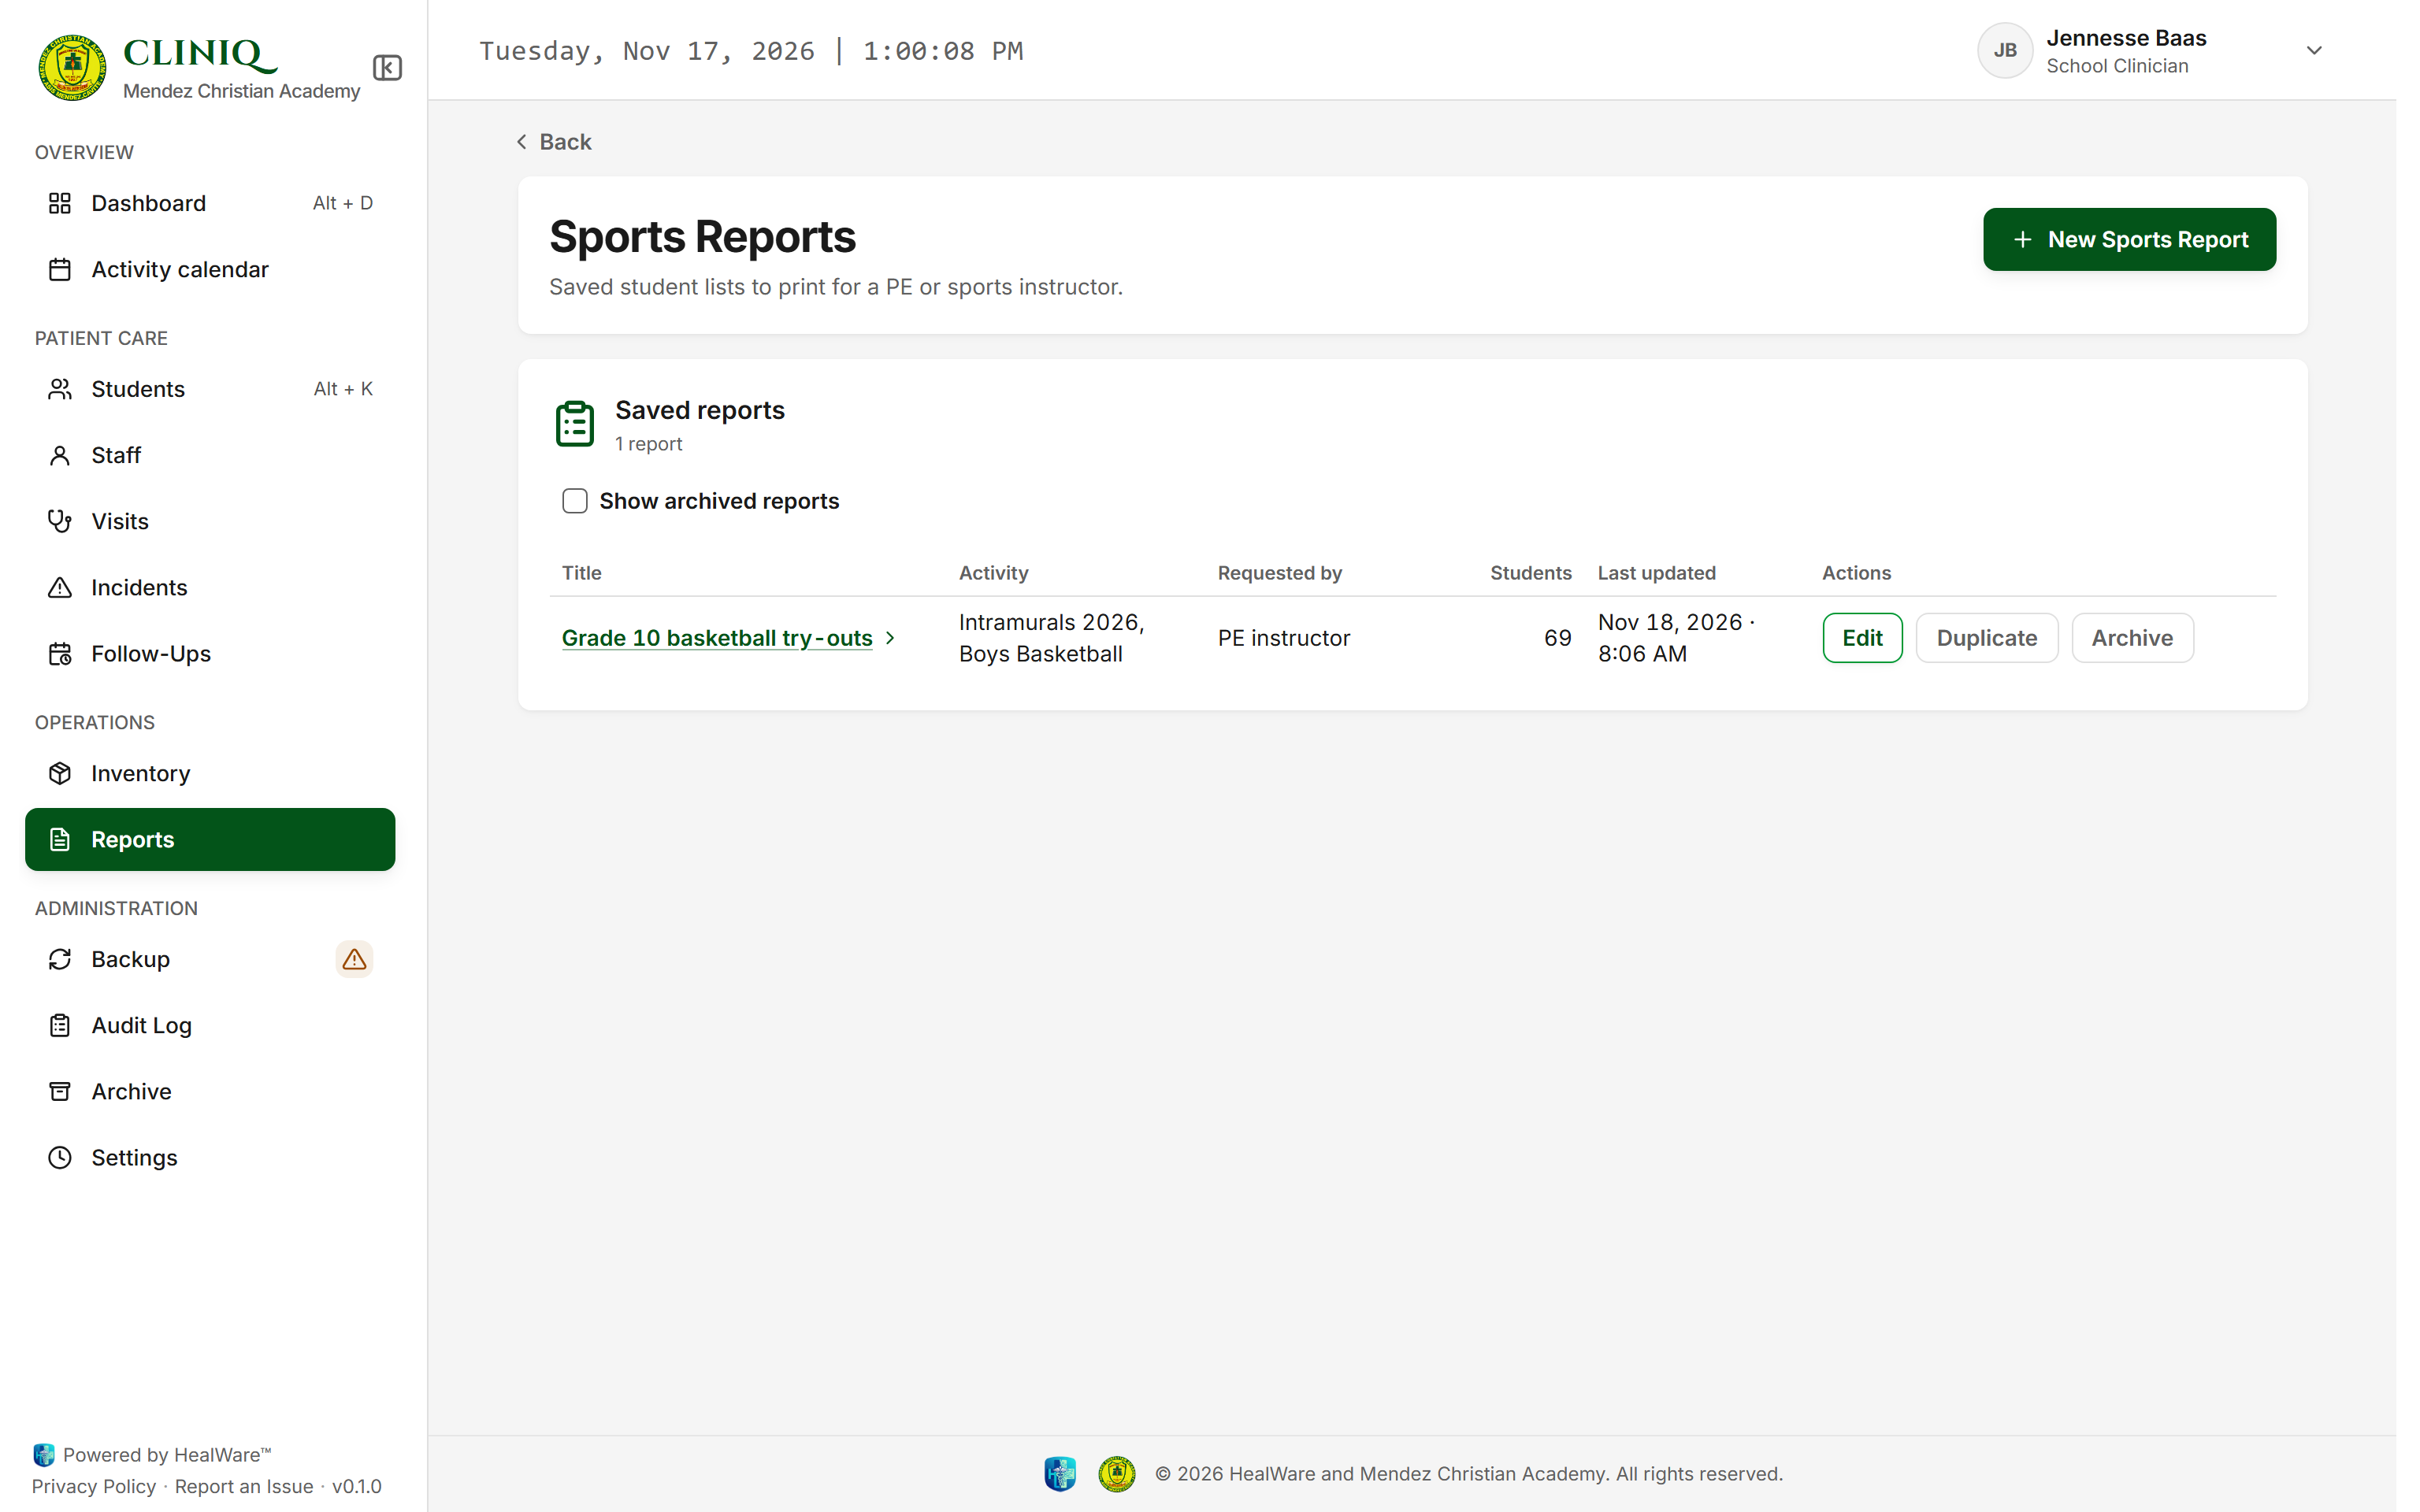 CLINIQ
Mendez Christian Academy
OVERVIEW
Dashboard Alt + D
Activity calendar
PATIENT CARE
Students Alt + K
Staff
Visits
Incidents
Follow-Ups
OPERATIONS
Inventory
Reports
ADMINISTRATION
Backup
Audit Log
Archive
Settings
Powered by HealWare™
Privacy Policy · Report an Issue · v0.1.0
Tuesday, Nov 17, 2026 | 1:00:08 PM
JB
Jennesse Baas
School Clinician
Back
Sports Reports
Saved student lists to print for a PE or sports instructor.
New Sports Report
Saved reports
1 report
Show archived reports
Title Activity Requested by Students Last updated Actions
Grade 10 basketball try-outs
Intramurals 2026,
Boys Basketball
PE instructor
69
Nov 18, 2026 ·
8:06 AM
Edit Duplicate Archive
© 2026 HealWare and Mendez Christian Academy. All rights reserved.